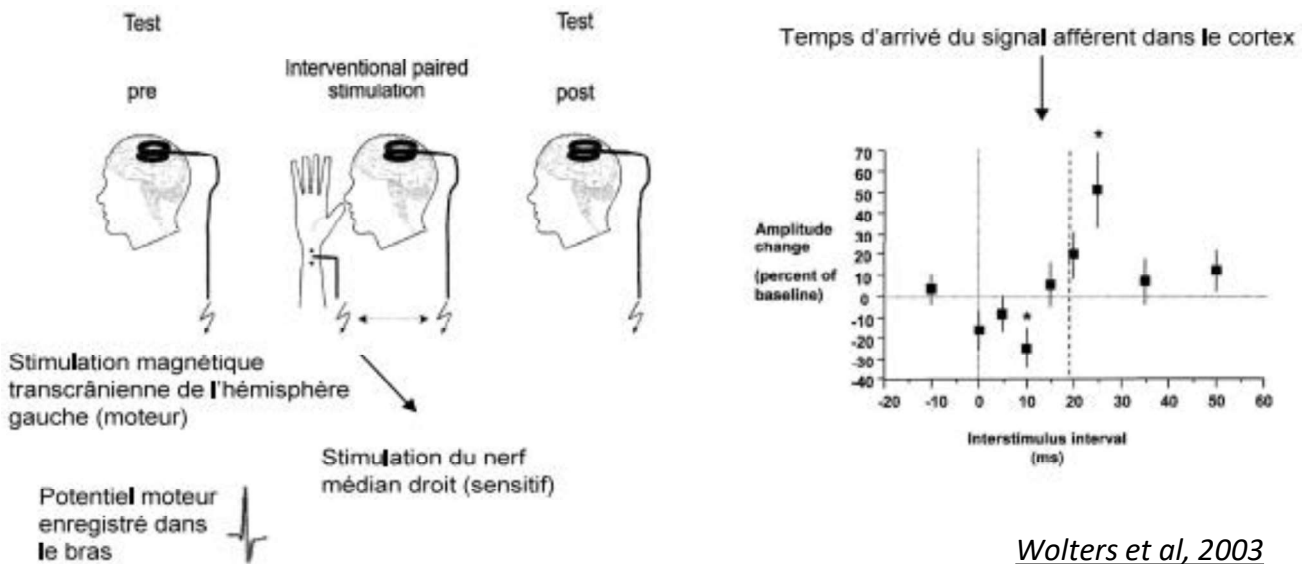 Test
pre
Interventional paired
stimulation
Test
post
Stimulation magnétique
transcrânienne de l'hémisphère
gauche (moteur)
Stimulation du nerf
médian droit (sensitif)
Potentiel moteur
enregistré dans
le bras
Temps d'arrivé du signal afférent dans le cortex
Amplitude
change
(percent of
baseline)
70
60
50
40
30
20
10
0
-10
-20
-30
-40
*
*
-20 -10 0 10 20 30 40 50 60
Interstimulus interval
(ms)
Wolters et al, 2003